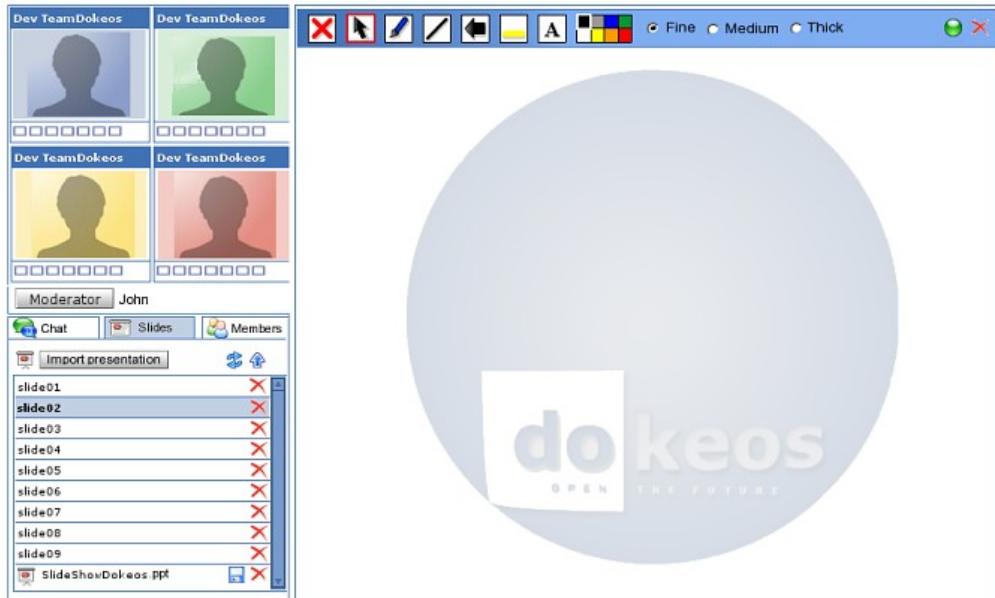 Dev TeamDokeos
Dev TeamDokeos
Dev TeamDokeos
Dev TeamDokeos
Moderator John
Chat Slides Members
Import presentation
slide01
slide02
slide03
slide04
slide05
slide06
slide07
slide08
slide09
SlideShowDokeos.ppt
A Fine Medium Thick
dokeos
OPEN THE FUTURE